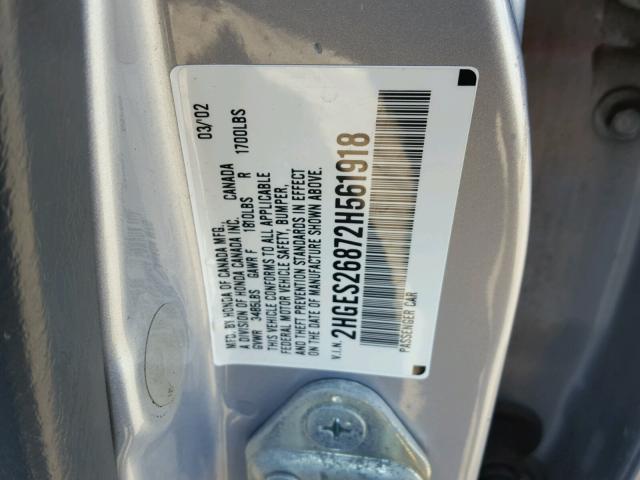 MFD. BY HONDA OF CANADA MFG. 03/'02
A DIVISION OF HONDA CANADA INC. CANADA
GVWR 3485LBS GAWR F 1810LBS R 1700LBS
THIS VEHICLE CONFORMS TO ALL APPLICABLE
FEDERAL MOTOR VEHICLE SAFETY, BUMPER,
AND THEFT PREVENTION STANDARDS IN EFFECT
ON THE DATE OF MANUFACTURE SHOWN ABOVE.
V.I.N. 2HGES26872H561918
PASSENGER CAR